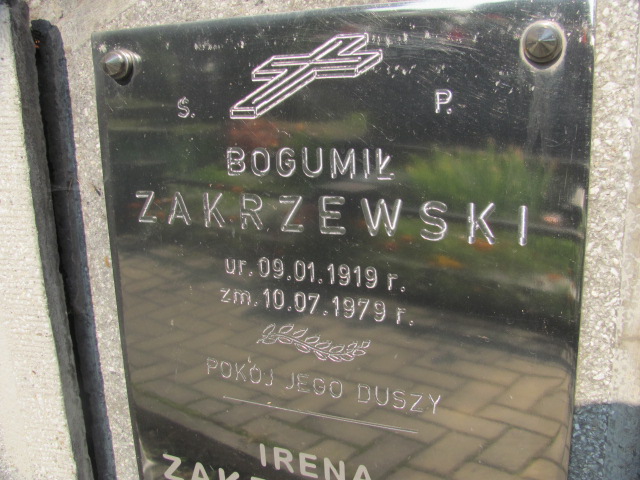 Ś. P.
BOGUMIŁ
ZAKRZEWSKI
ur. 09.01.1919 r.
zm. 10.07.1979 r.
POKÓJ JEGO DUSZY
IRENA